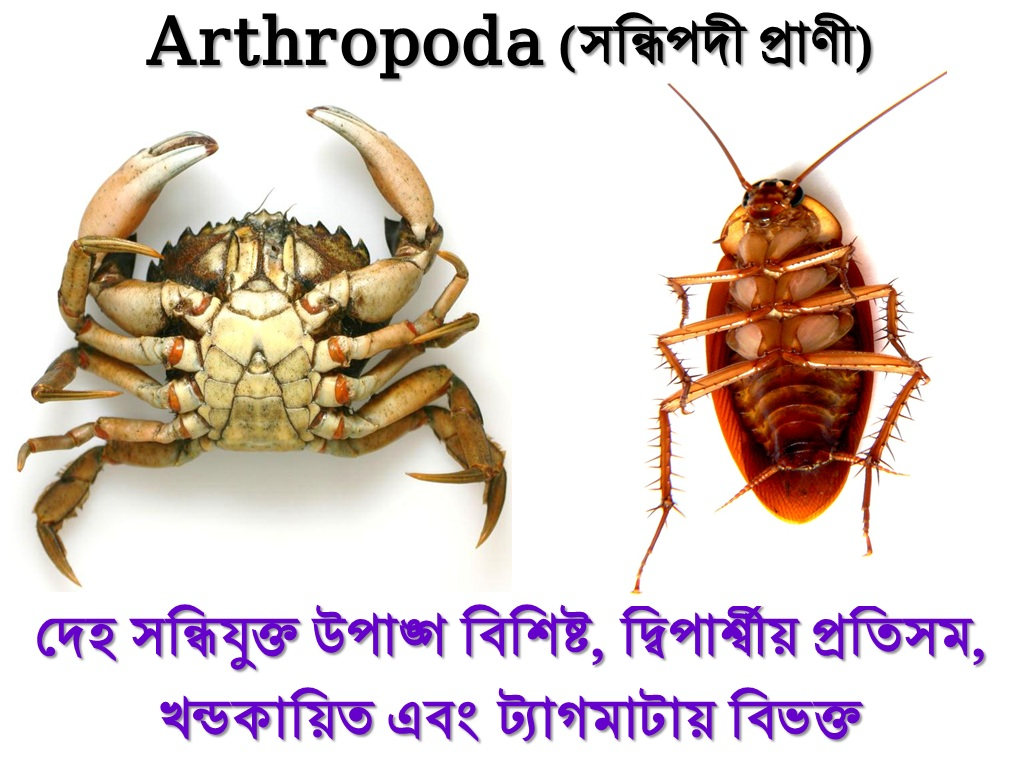 Arthropoda (সন্ধিপদী প্রাণী)
দেহ সন্ধিযুক্ত উপাঙ্গ বিশিষ্ট, দ্বিপার্শ্বীয় প্রতিসম,
খন্ডকায়িত এবং ট্যাগমাটায় বিভক্ত